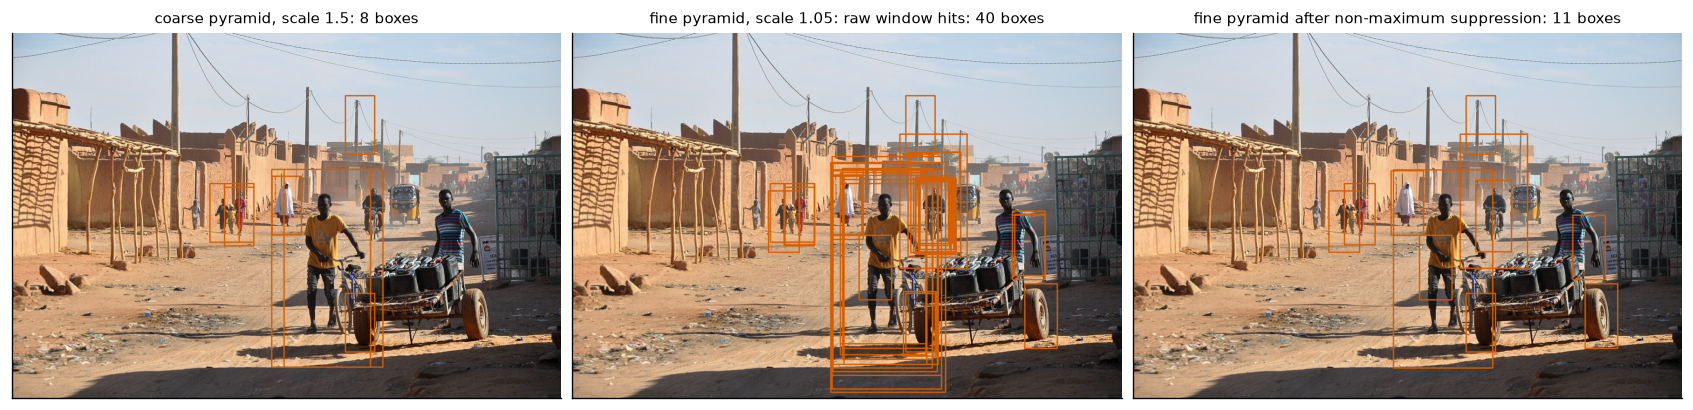 coarse pyramid, scale 1.5: 8 boxes
fine pyramid, scale 1.05: raw window hits: 40 boxes
fine pyramid after non-maximum suppression: 11 boxes